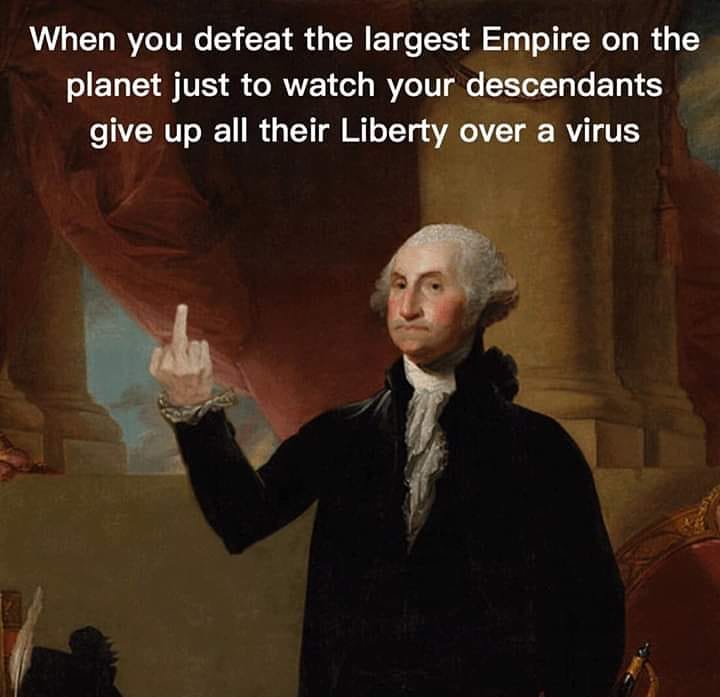 When you defeat the largest Empire on the
planet just to watch your descendants
give up all their Liberty over a virus